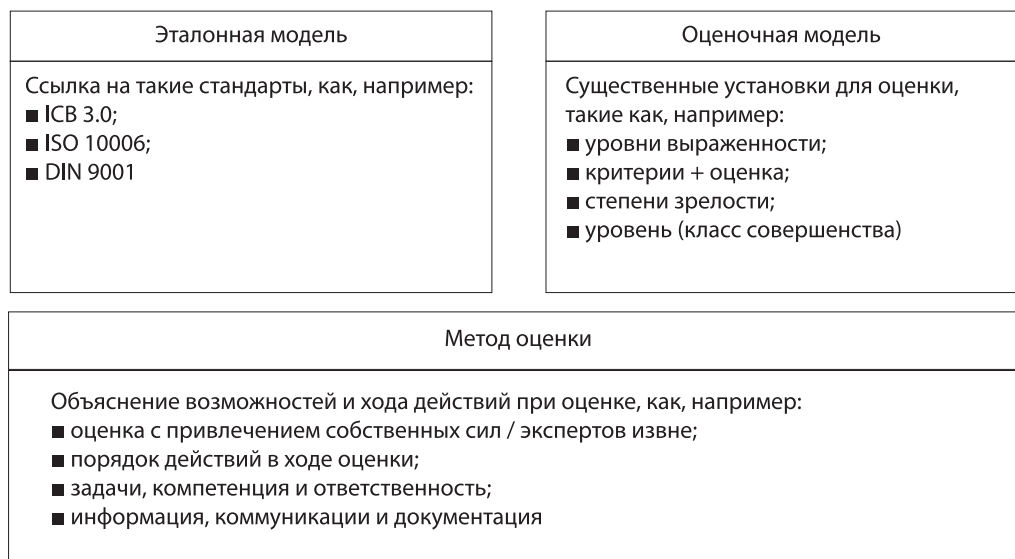 Эталонная модель
Ссылка на такие стандарты, как, например:
■ ICB 3.0;
■ ISO 10006;
■ DIN 9001
Оценочная модель
Существенные установки для оценки,
такие как, например:
■ уровни выраженности;
■ критерии + оценка;
■ степени зрелости;
■ уровень (класс совершенства)
Метод оценки
Объяснение возможностей и хода действий при оценке, как, например:
■ оценка с привлечением собственных сил / экспертов извне;
■ порядок действий в ходе оценки;
■ задачи, компетенция и ответственность;
■ информация, коммуникации и документация